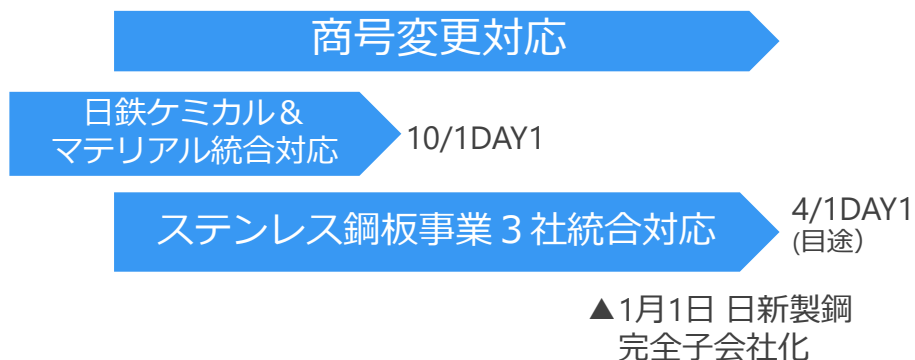 商号変更対応
日鉄ケミカル＆
マテリアル統合対応
10/1DAY1
ステンレス鋼板事業３社統合対応
4/1DAY1
(目途）
▲1月1日 日新製鋼
完全子会社化